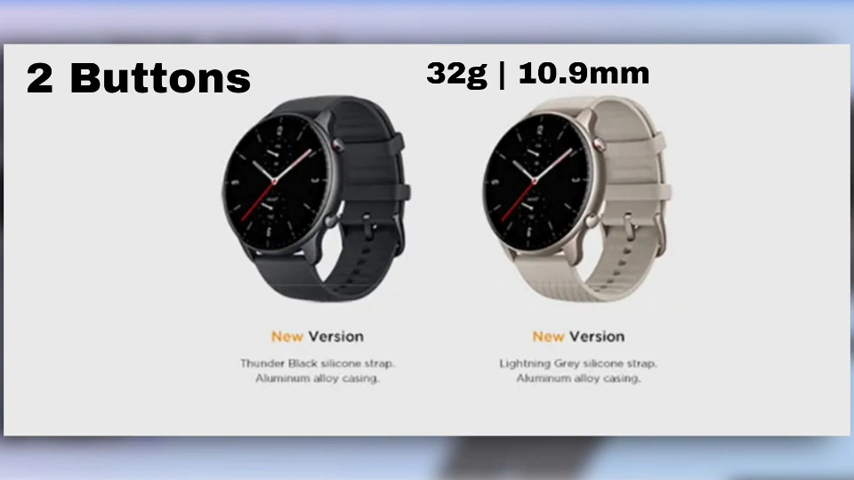 2 Buttons
32g | 10.9mm
New Version
Thunder Black silicone strap.
Aluminum alloy casing.
New Version
Lightning Grey silicone strap.
Aluminum alloy casing.